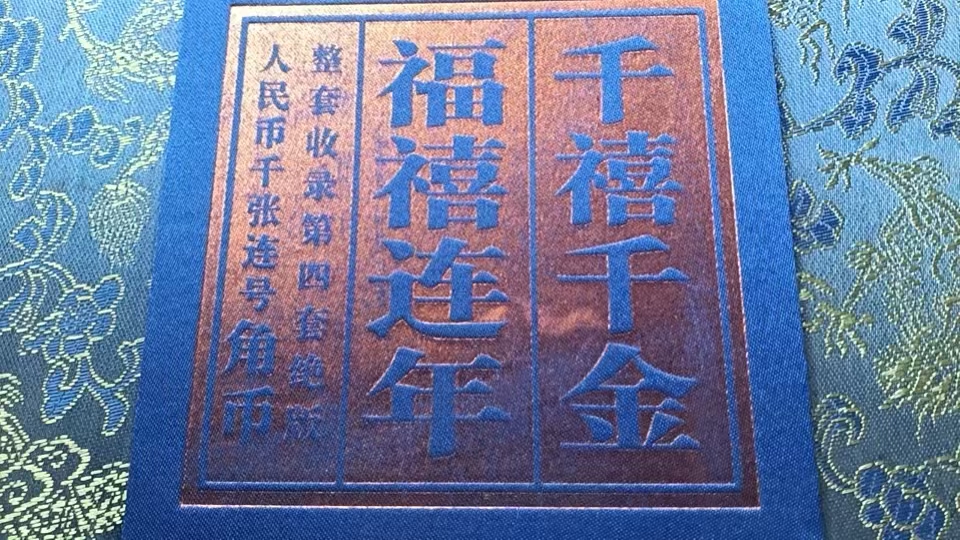 千禧千金
福禧连年
整套收录第四套绝版
人民币千张连号角币